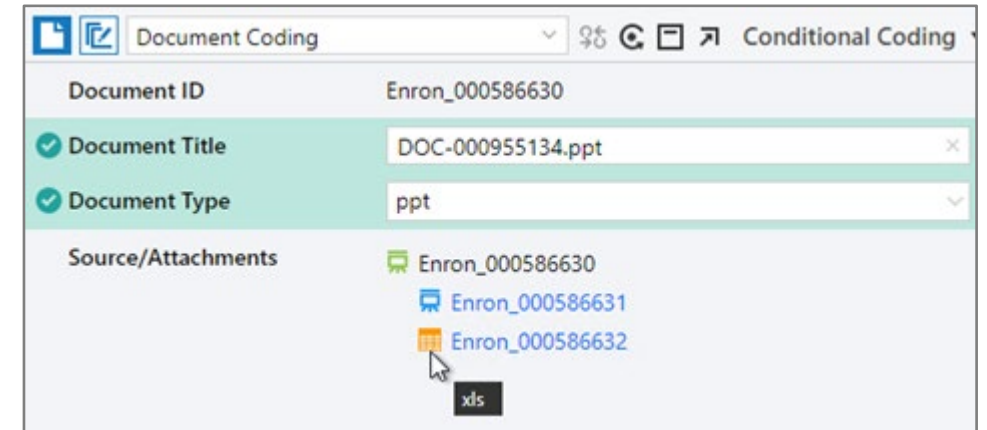 Document Coding Conditional Coding
Document ID Enron_000586630
Document Title DOC-000955134.ppt
Document Type ppt
Source/Attachments Enron_000586630
Enron_000586631
Enron_000586632
xls